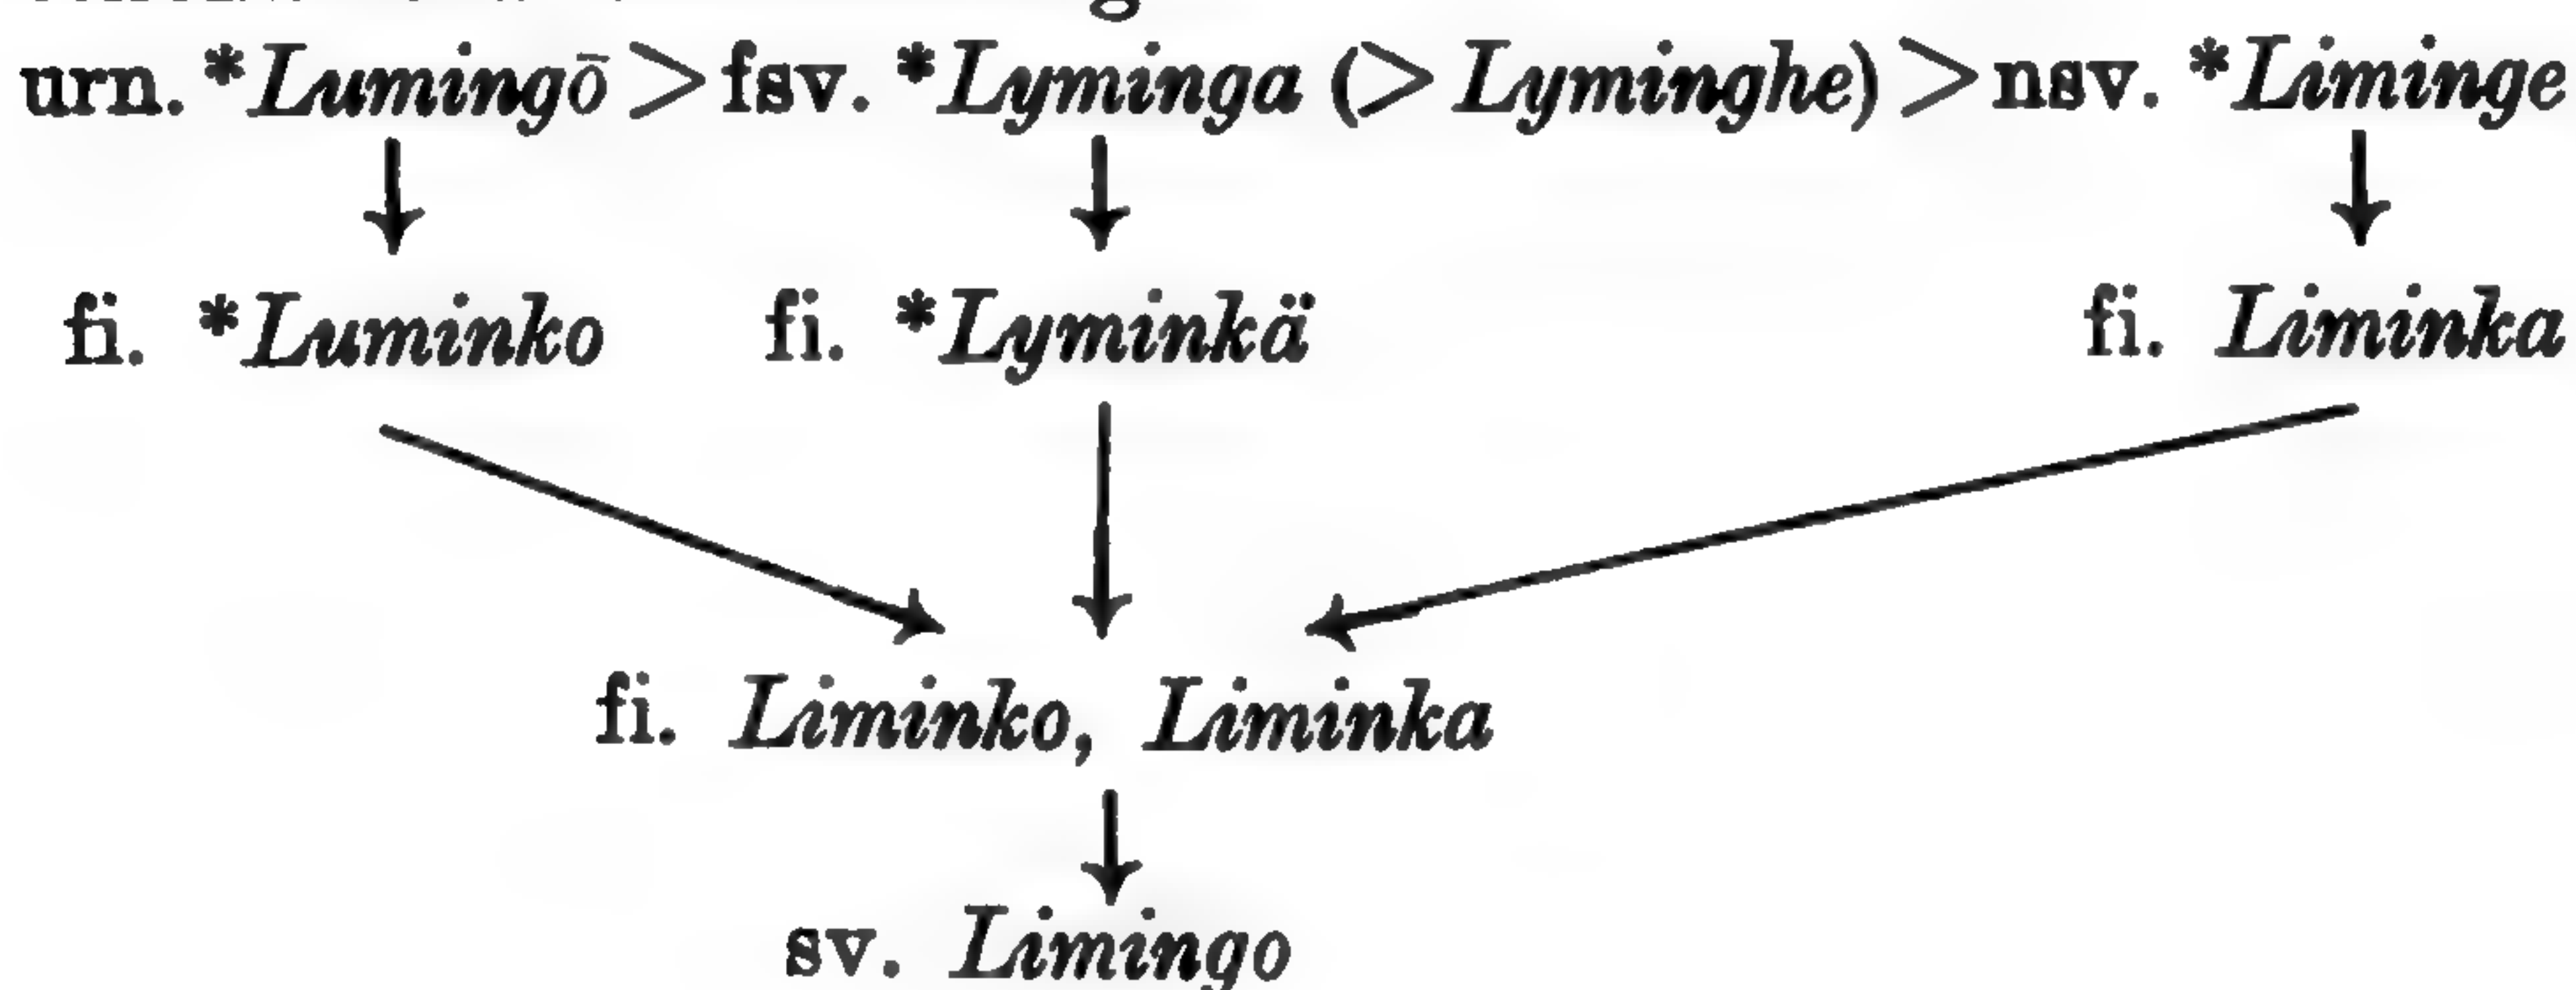 urn. *Lumingō > fsv. *Lyminga (> Lyminghe) > nsv. *Liminge
fi. *Luminko fi. *Lyminkä fi. Liminka
fi. Liminko, Liminka
sv. Limingo